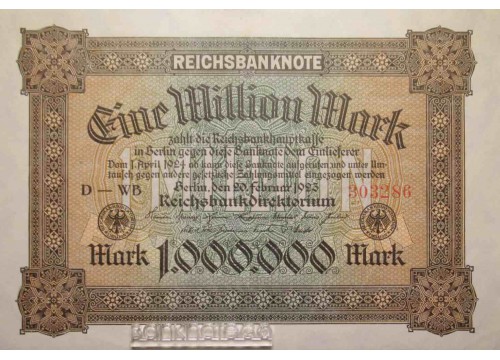 REICHSBANKNOTE
Eine Million Mark
zahlt die Reichsbankhauptkasse
in Berlin gegen diese Banknote dem Einlieferer
Vom 1. April 1924 ab kann diese Banknote aufgerufen und unter Um-
tausch gegen andere gesetzliche Zahlungsmittel eingezogen werden
D – WB Berlin, den 20. Februar 1923 303286
Reichsbankdirektorium
Mark 1.000.000 Mark